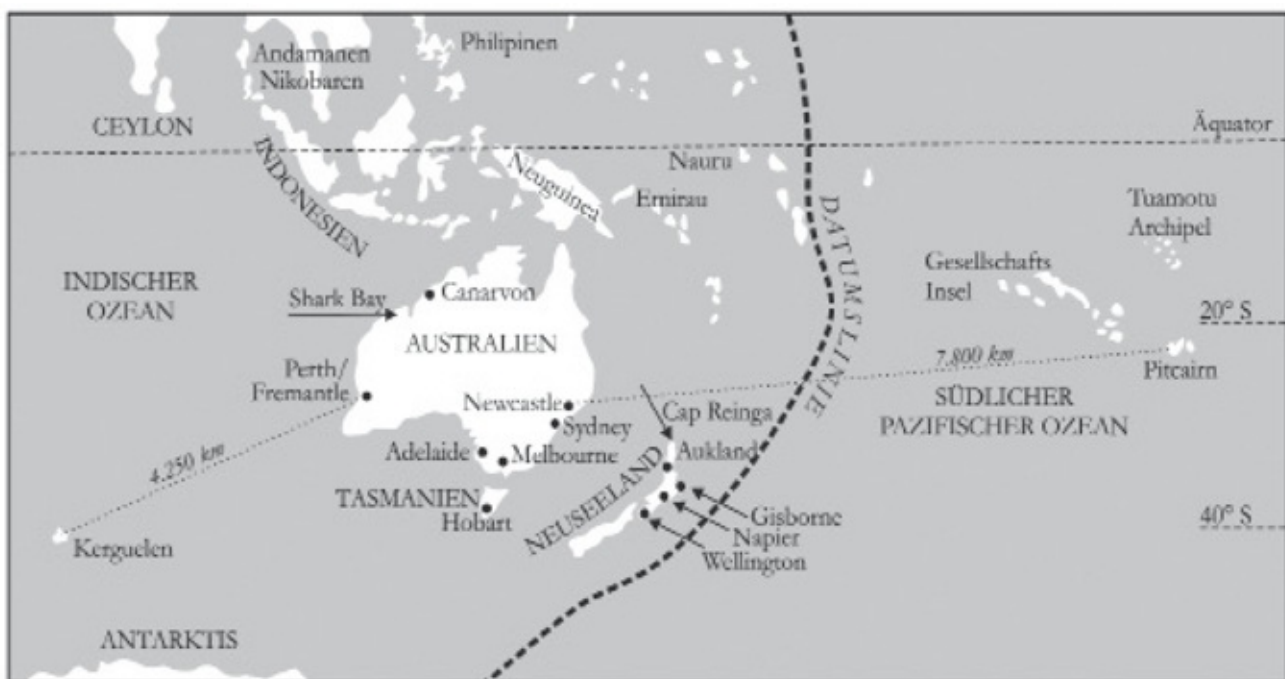 Andamanen
Nikobaren
Philipinen
CEYLON
Äquator
INDONESIEN
Neuguinea
Nauru
Emirau
DATUMSLINIE
Tuamotu
Archipel
Gesellschafts
Insel
INDISCHER
OZEAN
Shark Bay
Canarvon
AUSTRALIEN
20° S
7.800 km
Pitcairn
Perth/
Fremantle
Newcastle
Sydney
Cap Reinga
SÜDLICHER
PAZIFISCHER OZEAN
Adelaide
Melbourne
Aukland
4.250 km
TASMANIEN
Hobart
NEUSEELAND
Gisborne
Napier
Wellington
40° S
Kerguelen
ANTARKTIS